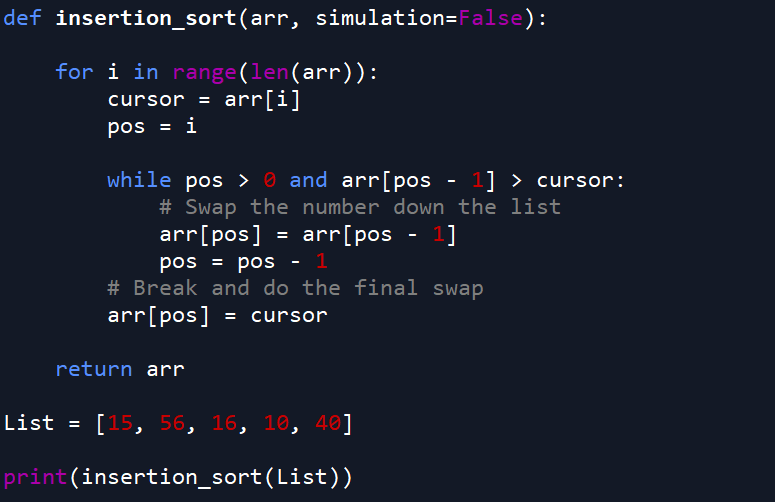 def insertion_sort(arr, simulation=False):
    for i in range(len(arr)):
        cursor = arr[i]
        pos = i
        while pos > 0 and arr[pos - 1] > cursor:
            # Swap the number down the list
            arr[pos] = arr[pos - 1]
            pos = pos - 1
        # Break and do the final swap
        arr[pos] = cursor
    return arr
List = [15, 56, 16, 10, 40]
print(insertion_sort(List))